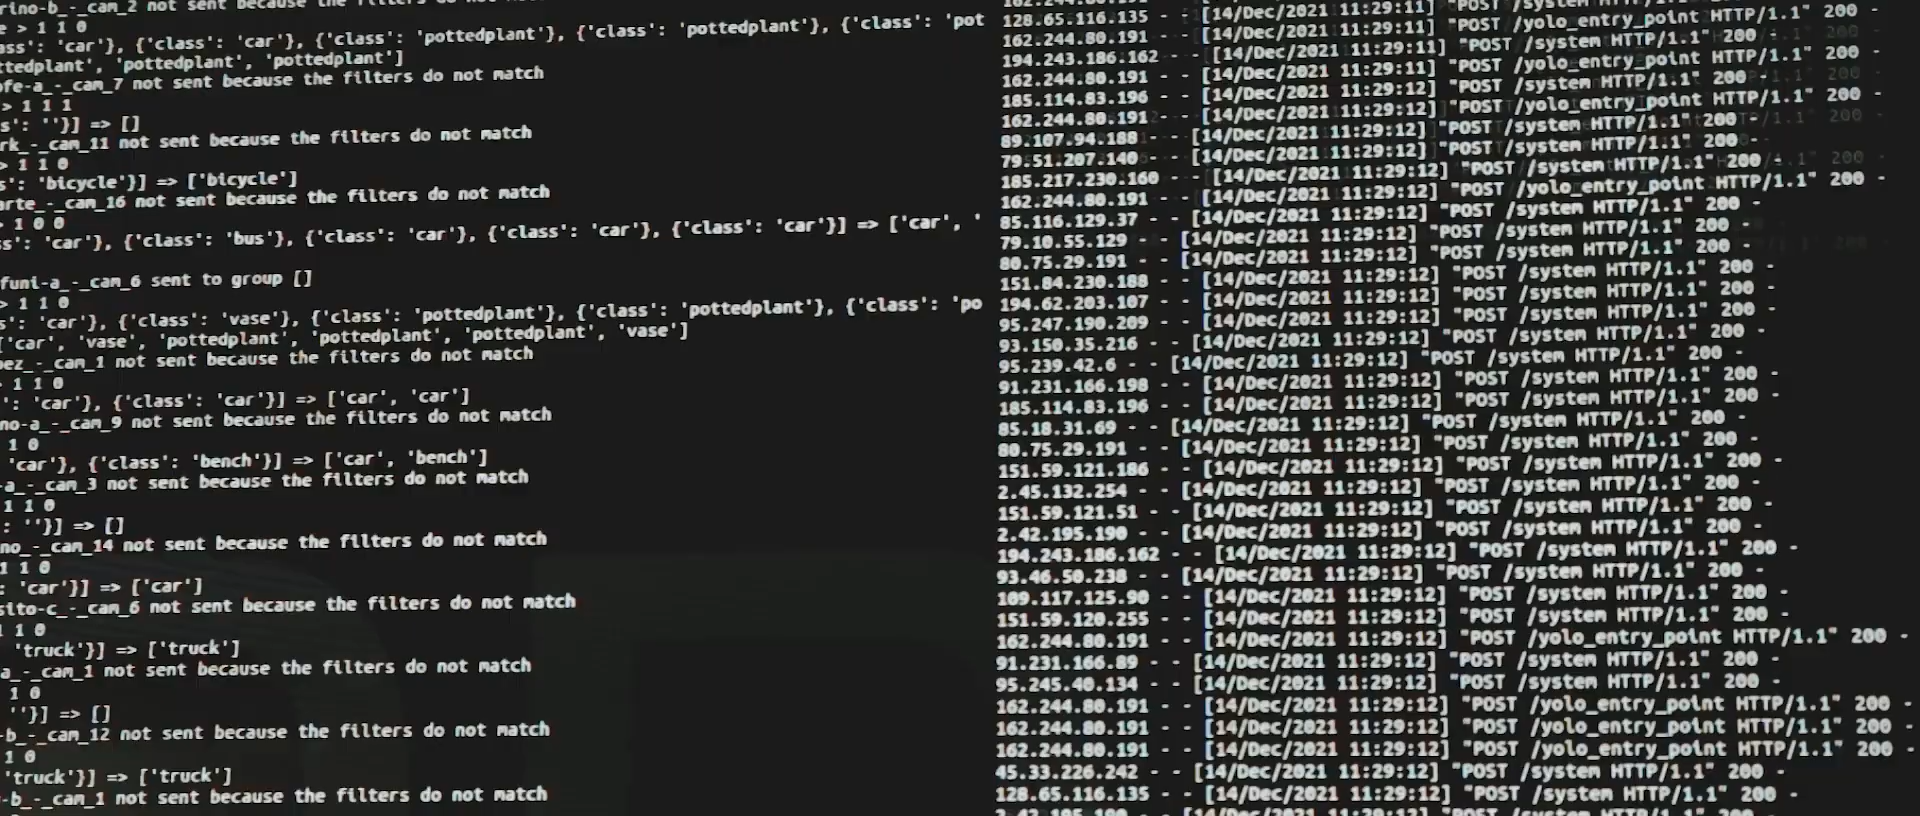 rino-b_-_cam_2 not sent because the filters do not match
e > 1 1 0
ass': 'car'}, {'class': 'car'}, {'class': 'pottedplant'}, {'class': 'pottedplant'}, {'class': 'pot
ttedplant', 'pottedplant', 'pottedplant']
ofe-a_-_cam_7 not sent because the filters do not match
> 1 1 1
s': ''}] => []
rk_-_cam_11 not sent because the filters do not match
> 1 1 0
s': 'bicycle'}] => ['bicycle']
arte_-_cam_16 not sent because the filters do not match
> 1 0 0
ss': 'car'}, {'class': 'bus'}, {'class': 'car'}, {'class': 'car'}, {'class': 'car'}] => ['car', '
funi-a_-_cam_6 sent to group []
> 1 1 0
s': 'car'}, {'class': 'vase'}, {'class': 'pottedplant'}, {'class': 'pottedplant'}, {'class': 'po
['car', 'vase', 'pottedplant', 'pottedplant', 'pottedplant', 'vase']
pez_-_cam_1 not sent because the filters do not match
1 1 0
': 'car'}, {'class': 'car'}] => ['car', 'car']
no-a_-_cam_9 not sent because the filters do not match
1 0
'car'}, {'class': 'bench'}] => ['car', 'bench']
-a_-_cam_3 not sent because the filters do not match
1 1 0
: ''}] => []
no_-_cam_14 not sent because the filters do not match
1 1 0
: 'car'}] => ['car']
sito-c_-_cam_6 not sent because the filters do not match
1 1 0
'truck'}] => ['truck']
a_-_cam_1 not sent because the filters do not match
1 0
''}] => []
-b_-_cam_12 not sent because the filters do not match
1 0
'truck'}] => ['truck']
-b_-_cam_1 not sent because the filters do not match
128.65.116.135 - - [14/Dec/2021 11:29:11] "POST /system HTTP/1.1" 200 -
162.244.80.191 - - [14/Dec/2021 11:29:11] "POST /yolo_entry_point HTTP/1.1" 200 -
194.243.186.162 - - [14/Dec/2021 11:29:11] "POST /system HTTP/1.1" 200 -
162.244.80.191 - - [14/Dec/2021 11:29:11] "POST /yolo_entry_point HTTP/1.1" 200 -
185.114.83.196 - - [14/Dec/2021 11:29:12] "POST /system HTTP/1.1" 200 -
162.244.80.191 - - [14/Dec/2021 11:29:12] "POST /yolo_entry_point HTTP/1.1" 200 -
89.107.94.188 - - [14/Dec/2021 11:29:12] "POST /system HTTP/1.1" 200 -
79.51.207.140 - - [14/Dec/2021 11:29:12] "POST /system HTTP/1.1" 200 -
185.217.230.160 - - [14/Dec/2021 11:29:12] "POST /system HTTP/1.1" 200 -
162.244.80.191 - - [14/Dec/2021 11:29:12] "POST /yolo_entry_point HTTP/1.1" 200 -
85.116.129.37 - - [14/Dec/2021 11:29:12] "POST /system HTTP/1.1" 200 -
79.10.55.129 - - [14/Dec/2021 11:29:12] "POST /system HTTP/1.1" 200 -
80.75.29.191 - - [14/Dec/2021 11:29:12] "POST /system HTTP/1.1" 200 -
151.84.230.188 - - [14/Dec/2021 11:29:12] "POST /system HTTP/1.1" 200 -
194.62.203.107 - - [14/Dec/2021 11:29:12] "POST /system HTTP/1.1" 200 -
95.247.190.209 - - [14/Dec/2021 11:29:12] "POST /system HTTP/1.1" 200 -
93.150.35.216 - - [14/Dec/2021 11:29:12] "POST /system HTTP/1.1" 200 -
95.239.42.6 - - [14/Dec/2021 11:29:12] "POST /system HTTP/1.1" 200 -
91.231.166.198 - - [14/Dec/2021 11:29:12] "POST /system HTTP/1.1" 200 -
185.114.83.196 - - [14/Dec/2021 11:29:12] "POST /system HTTP/1.1" 200 -
85.18.31.69 - - [14/Dec/2021 11:29:12] "POST /system HTTP/1.1" 200 -
80.75.29.191 - - [14/Dec/2021 11:29:12] "POST /system HTTP/1.1" 200 -
151.59.121.186 - - [14/Dec/2021 11:29:12] "POST /system HTTP/1.1" 200 -
2.45.132.254 - - [14/Dec/2021 11:29:12] "POST /system HTTP/1.1" 200 -
151.59.121.51 - - [14/Dec/2021 11:29:12] "POST /system HTTP/1.1" 200 -
2.42.195.190 - - [14/Dec/2021 11:29:12] "POST /system HTTP/1.1" 200 -
194.243.186.162 - - [14/Dec/2021 11:29:12] "POST /system HTTP/1.1" 200 -
93.46.50.238 - - [14/Dec/2021 11:29:12] "POST /system HTTP/1.1" 200 -
109.117.125.90 - - [14/Dec/2021 11:29:12] "POST /system HTTP/1.1" 200 -
151.59.120.255 - - [14/Dec/2021 11:29:12] "POST /system HTTP/1.1" 200 -
162.244.80.191 - - [14/Dec/2021 11:29:12] "POST /yolo_entry_point HTTP/1.1" 200 -
91.231.166.89 - - [14/Dec/2021 11:29:12] "POST /system HTTP/1.1" 200 -
95.245.40.134 - - [14/Dec/2021 11:29:12] "POST /system HTTP/1.1" 200 -
162.244.80.191 - - [14/Dec/2021 11:29:12] "POST /yolo_entry_point HTTP/1.1" 200 -
162.244.80.191 - - [14/Dec/2021 11:29:12] "POST /yolo_entry_point HTTP/1.1" 200 -
162.244.80.191 - - [14/Dec/2021 11:29:12] "POST /yolo_entry_point HTTP/1.1" 200 -
45.33.226.242 - - [14/Dec/2021 11:29:12] "POST /system HTTP/1.1" 200 -
128.65.116.135 - - [14/Dec/2021 11:29:12] "POST /system HTTP/1.1" 200 -